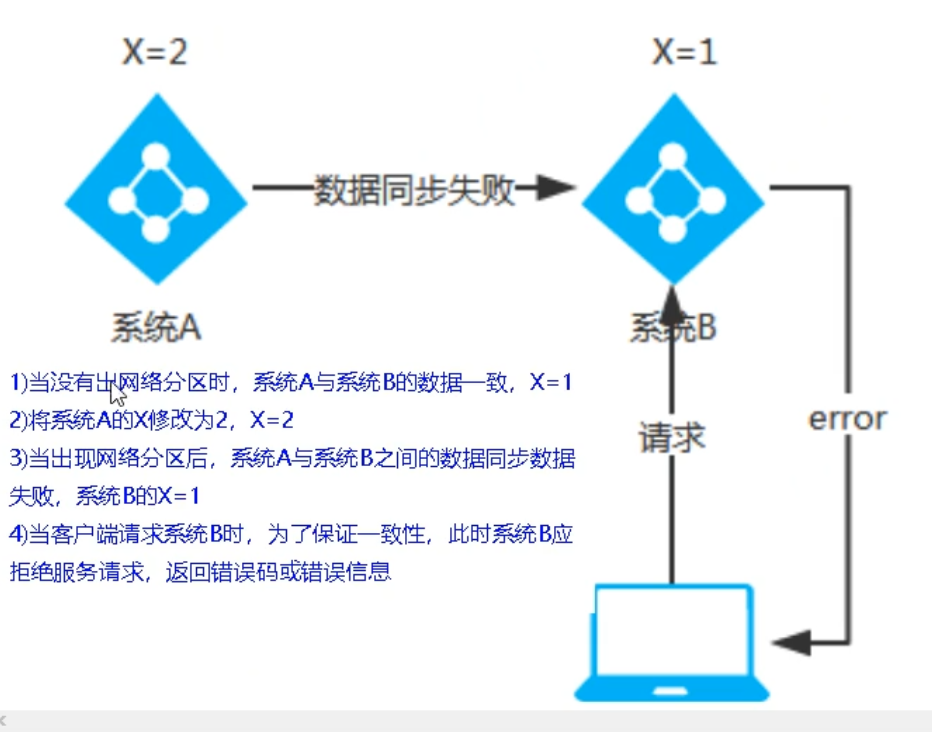 X=2
X=1
数据同步失败
系统A
系统B
1)当没有出网络分区时，系统A与系统B的数据一致，X=1
2)将系统A的X修改为2，X=2
3)当出现网络分区后，系统A与系统B之间的数据同步数据
失败，系统B的X=1
4)当客户端请求系统B时，为了保证一致性，此时系统B应
拒绝服务请求，返回错误码或错误信息
请求
error